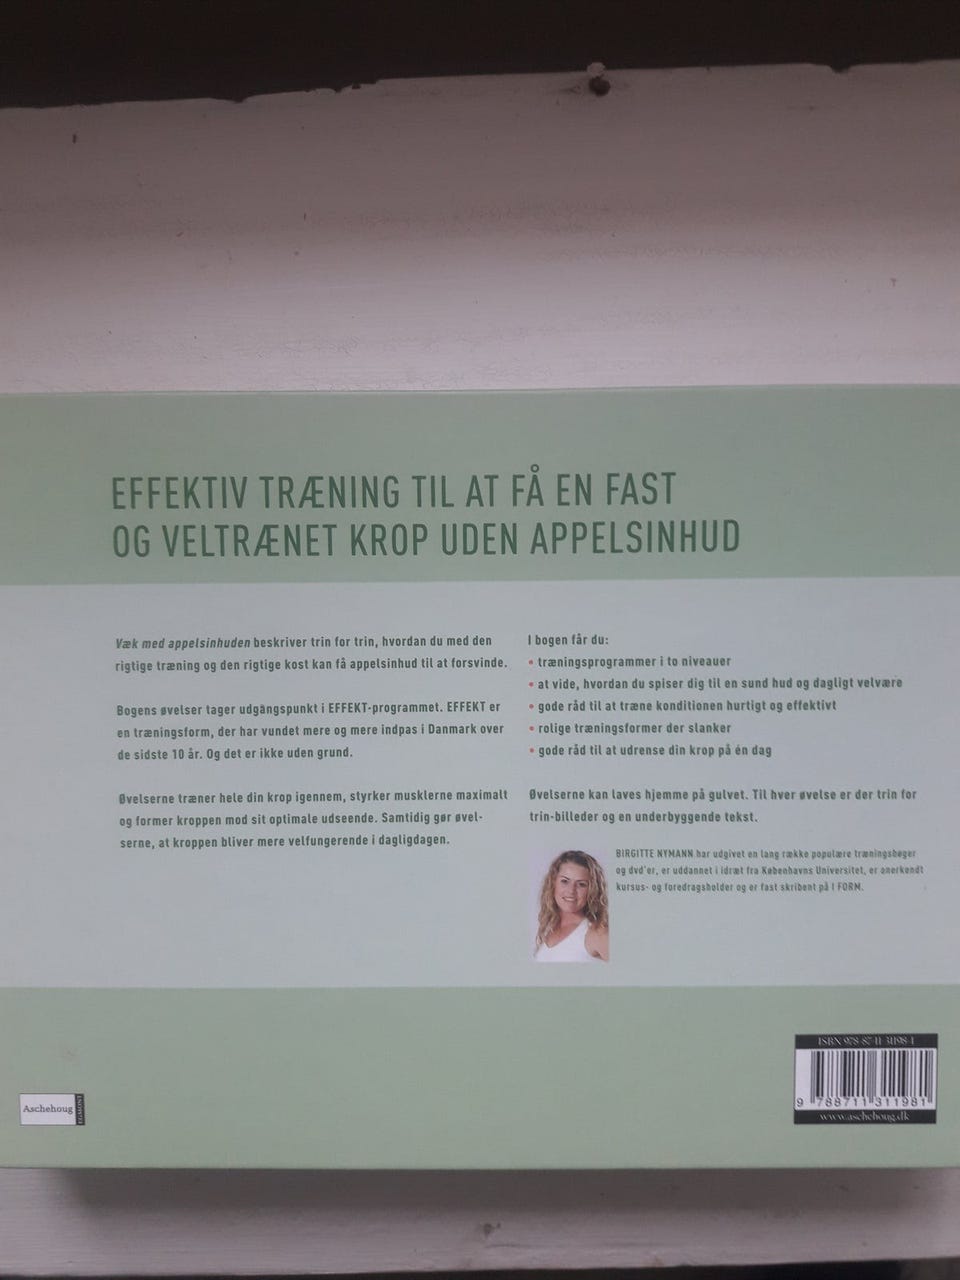 EFFEKTIV TRÆNING TIL AT FÅ EN FAST
OG VELTRÆNET KROP UDEN APPELSINHUD
Væk med appelsinhuden beskriver trin for trin, hvordan du med den
rigtige træning og den rigtige kost kan få appelsinhud til at forsvinde.
Bogens øvelser tager udgangspunkt i EFFEKT-programmet. EFFEKT er
en træningsform, der har vundet mere og mere indpas i Danmark over
de sidste 10 år. Og det er ikke uden grund.
Øvelserne træner hele din krop igennem, styrker musklerne maximalt
og former kroppen mod sit optimale udseende. Samtidig gør øvel-
serne, at kroppen bliver mere velfungerende i dagligdagen.
I bogen får du:
• træningsprogrammer i to niveauer
• at vide, hvordan du spiser dig til en sund hud og dagligt velvære
• gode råd til at træne konditionen hurtigt og effektivt
• rolige træningsformer der slanker
• gode råd til at udrense din krop på én dag
Øvelserne kan laves hjemme på gulvet. Til hver øvelse er der trin for
trin-billeder og en underbyggende tekst.
BIRGITTE NYMANN har udgivet en lang række populære træningsbøger
og dvd'er, er uddannet i idræt fra Københavns Universitet, er anerkendt
kursus- og foredragsholder og er fast skribent på I FORM.
Aschehoug
EGMONT
ISBN 978-87-11-31198-1
9 788711 311981
www.aschehoug.dk